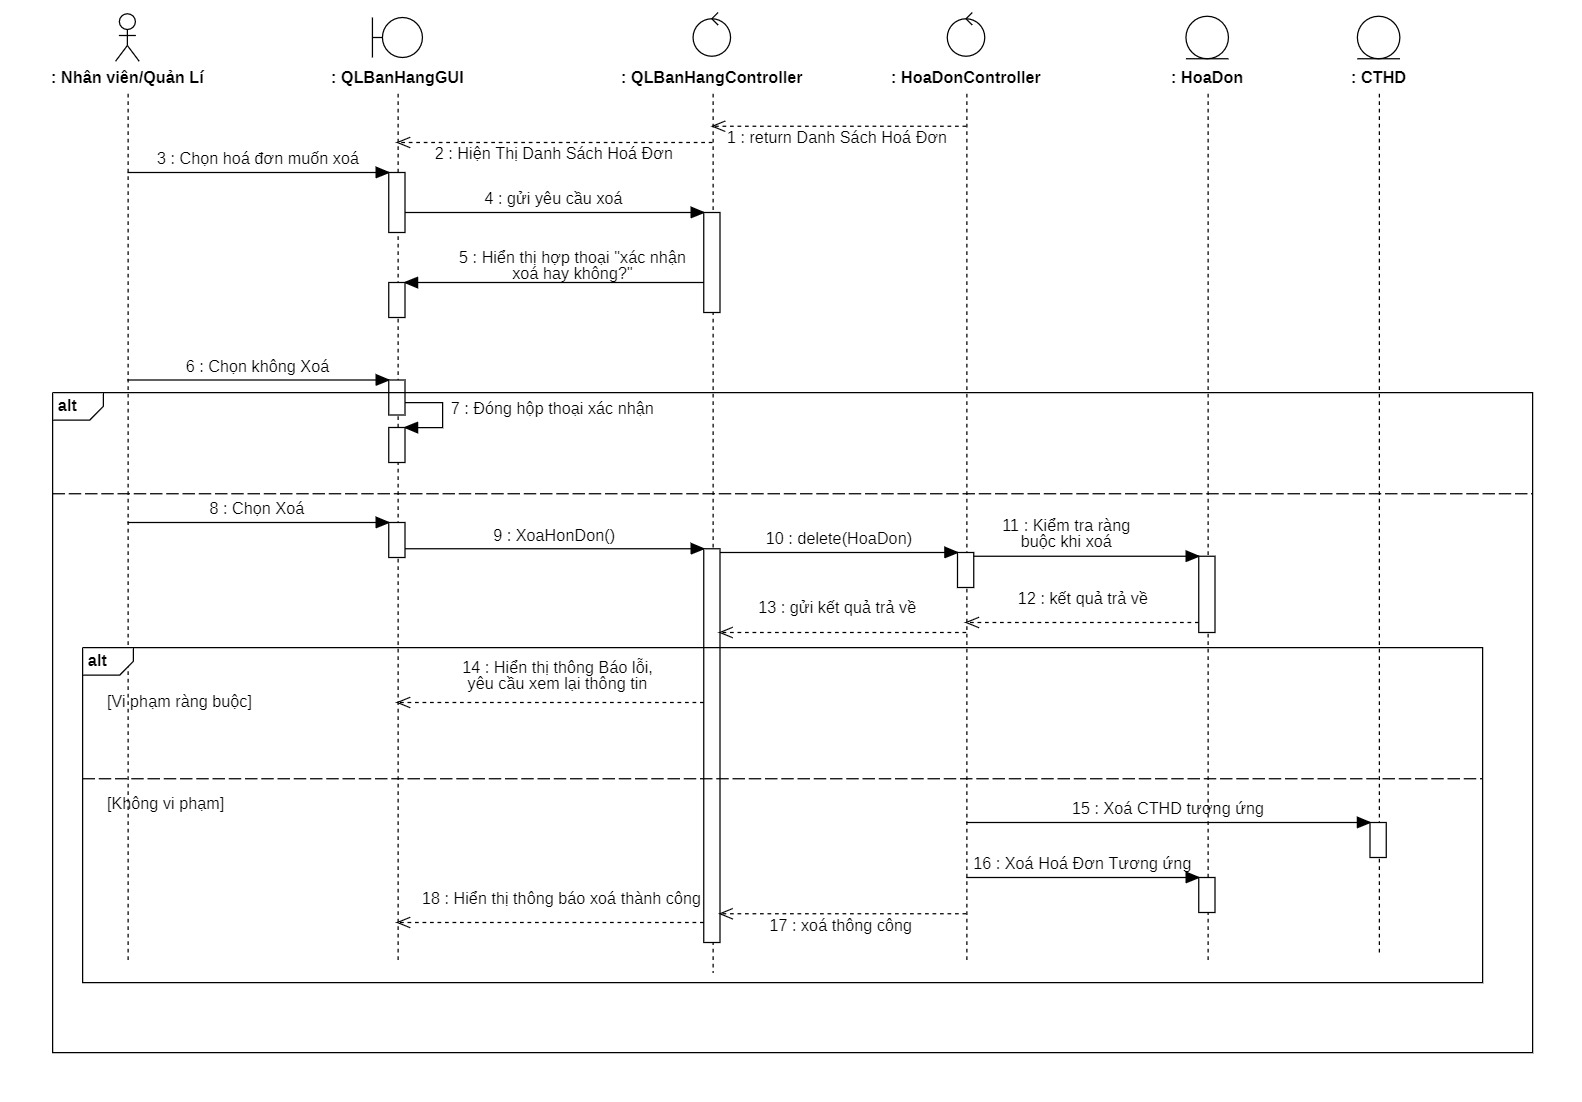 : Nhân viên/Quản Lí
: QLBanHangGUI
: QLBanHangController
: HoaDonController
: HoaDon
: CTHD
1 : return Danh Sách Hoá Đơn
2 : Hiện Thị Danh Sách Hoá Đơn
3 : Chọn hoá đơn muốn xoá
4 : gửi yêu cầu xoá
5 : Hiển thị hợp thoại "xác nhận
xoá hay không?"
6 : Chọn không Xoá
alt
7 : Đóng hộp thoại xác nhận
8 : Chọn Xoá
9 : XoaHonDon()
10 : delete(HoaDon)
11 : Kiểm tra ràng
buộc khi xoá
12 : kết quả trả về
13 : gửi kết quả trả về
alt
14 : Hiển thị thông Báo lỗi,
yêu cầu xem lại thông tin
[Vi phạm ràng buộc]
[Không vi phạm]
15 : Xoá CTHD tương ứng
16 : Xoá Hoá Đơn Tương ứng
18 : Hiển thị thông báo xoá thành công
17 : xoá thông công